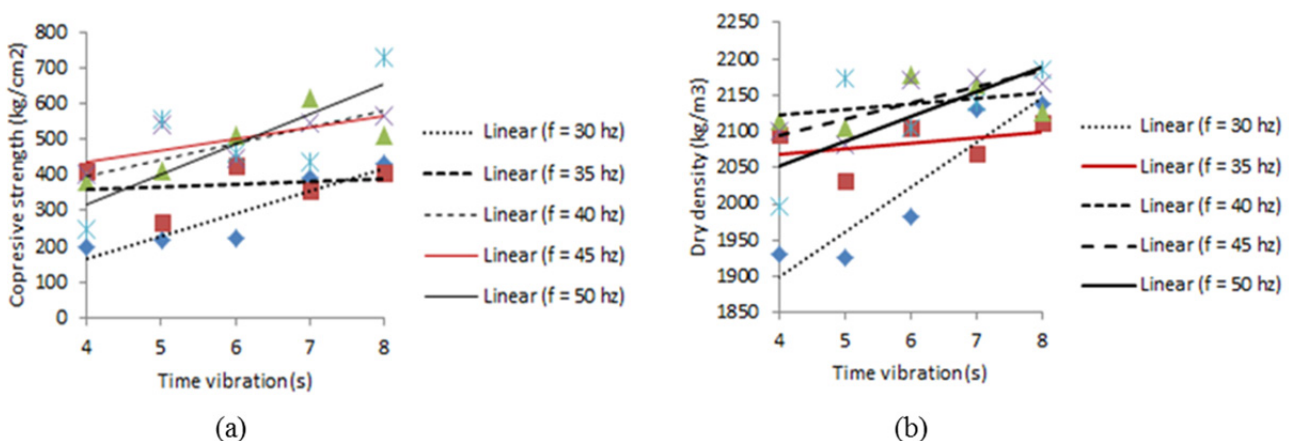 Copresive strength (kg/cm2)
800
700
600
500
400
300
200
100
0
4 5 6 7 8
Time vibration (s)
Linear (f = 30 hz)
Linear (f = 35 hz)
Linear (f = 40 hz)
Linear (f = 45 hz)
Linear (f = 50 hz)
(a)
Dry density (kg/m3)
2250
2200
2150
2100
2050
2000
1950
1900
1850
4 5 6 7 8
Time vibration (s)
Linear (f = 30 hz)
Linear (f = 35 hz)
Linear (f = 40 hz)
Linear (f = 45 hz)
Linear (f = 50 hz)
(b)